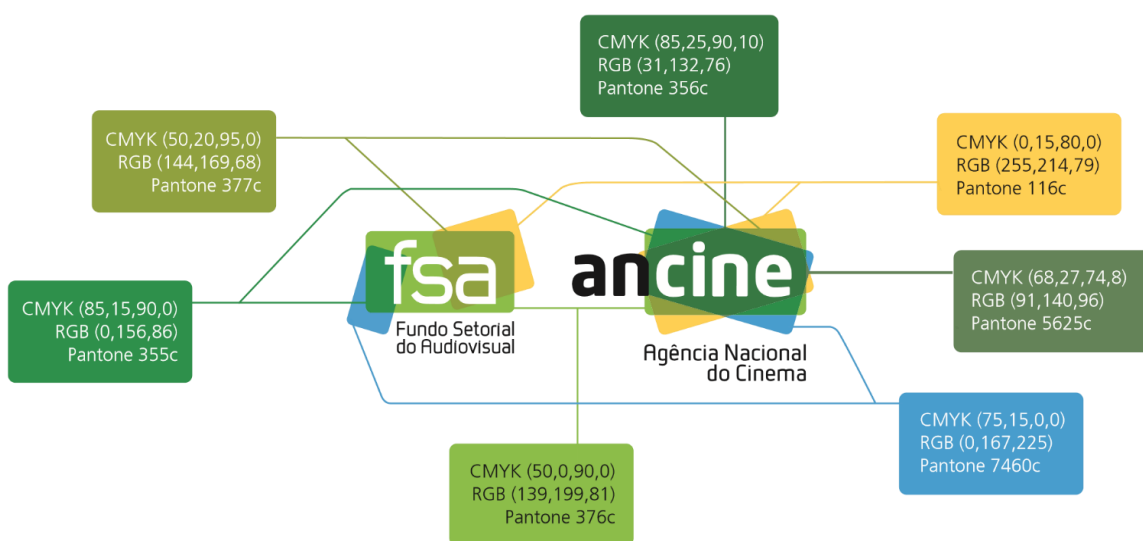 CMYK (85,25,90,10)
RGB (31,132,76)
Pantone 356c
CMYK (50,20,95,0)
RGB (144,169,68)
Pantone 377c
CMYK (0,15,80,0)
RGB (255,214,79)
Pantone 116c
fsa
Fundo Setorial
do Audiovisual
ancine
Agência Nacional
do Cinema
CMYK (68,27,74,8)
RGB (91,140,96)
Pantone 5625c
CMYK (85,15,90,0)
RGB (0,156,86)
Pantone 355c
CMYK (75,15,0,0)
RGB (0,167,225)
Pantone 7460c
CMYK (50,0,90,0)
RGB (139,199,81)
Pantone 376c